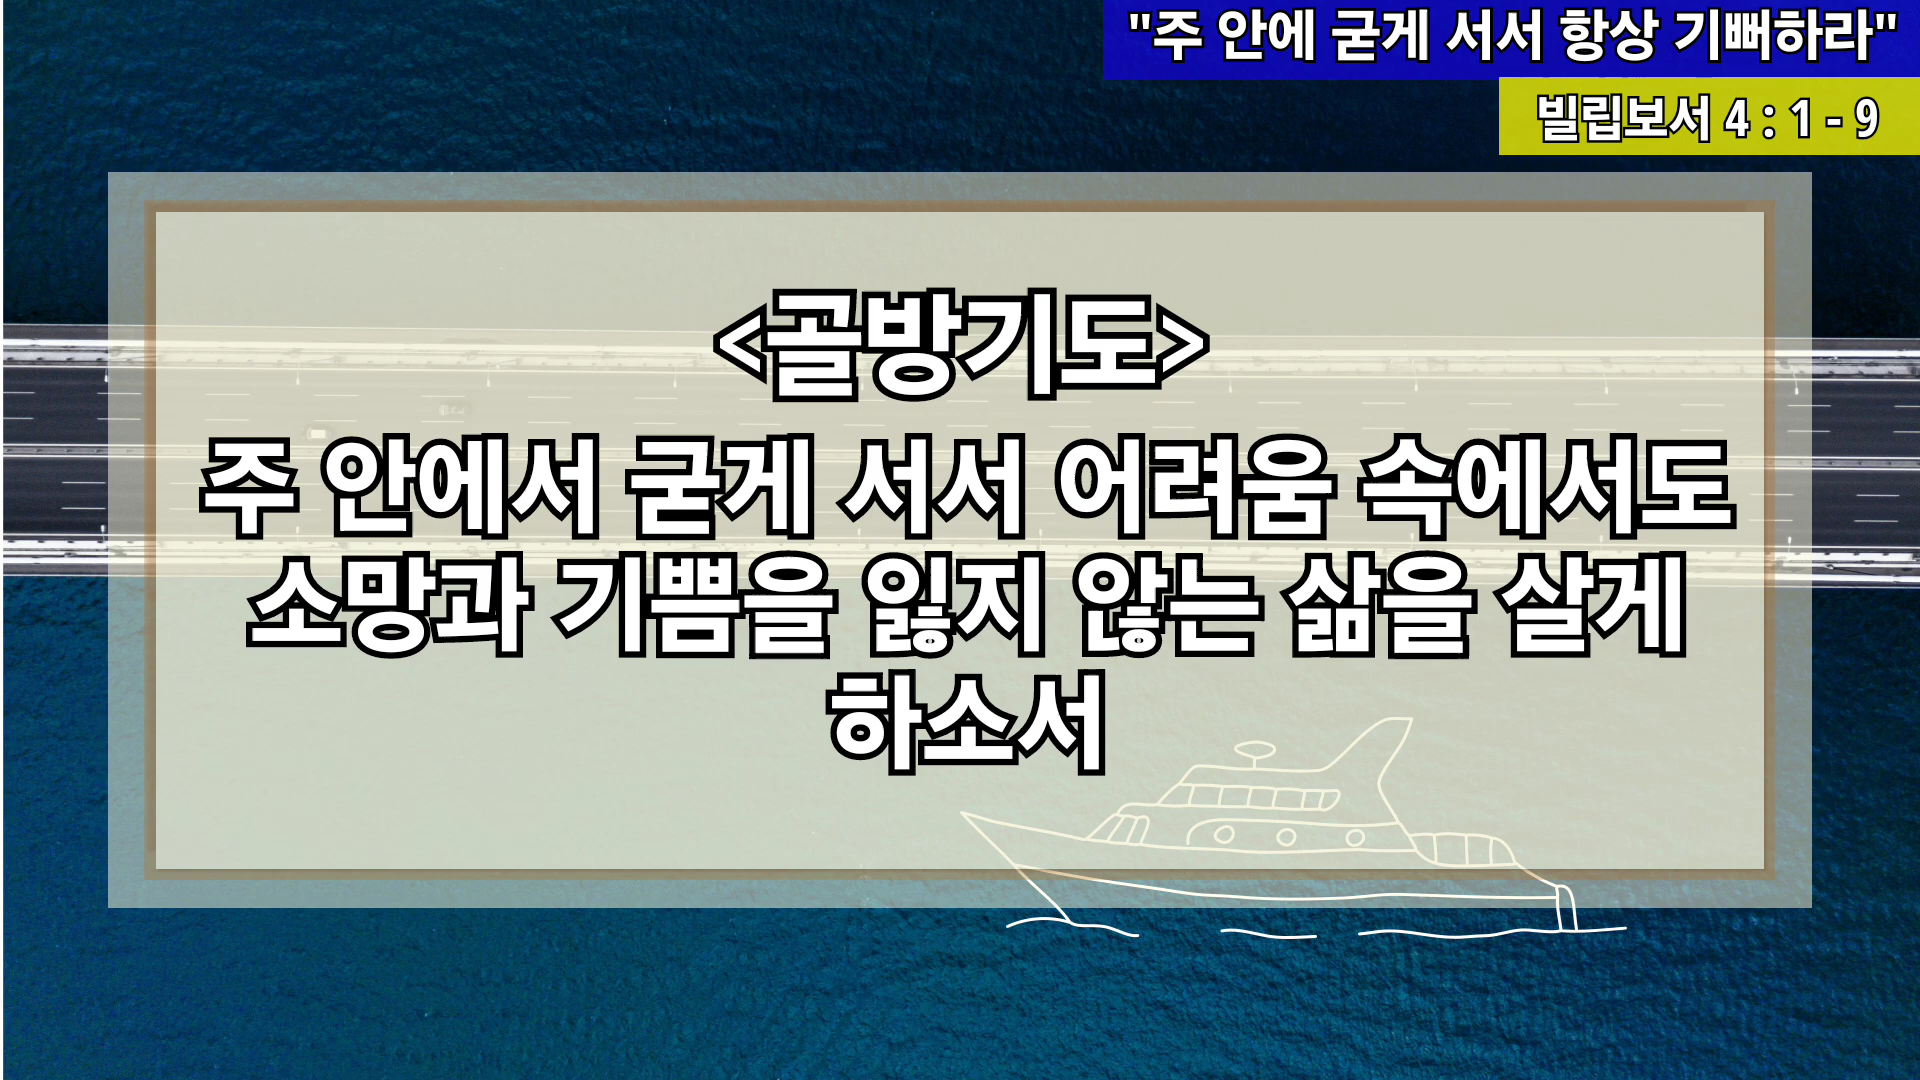 "주 안에 굳게 서서 항상 기뻐하라"
빌립보서 4 : 1 - 9
<골방기도>
주 안에서 굳게 서서 어려움 속에서도
소망과 기쁨을 잃지 않는 삶을 살게
하소서